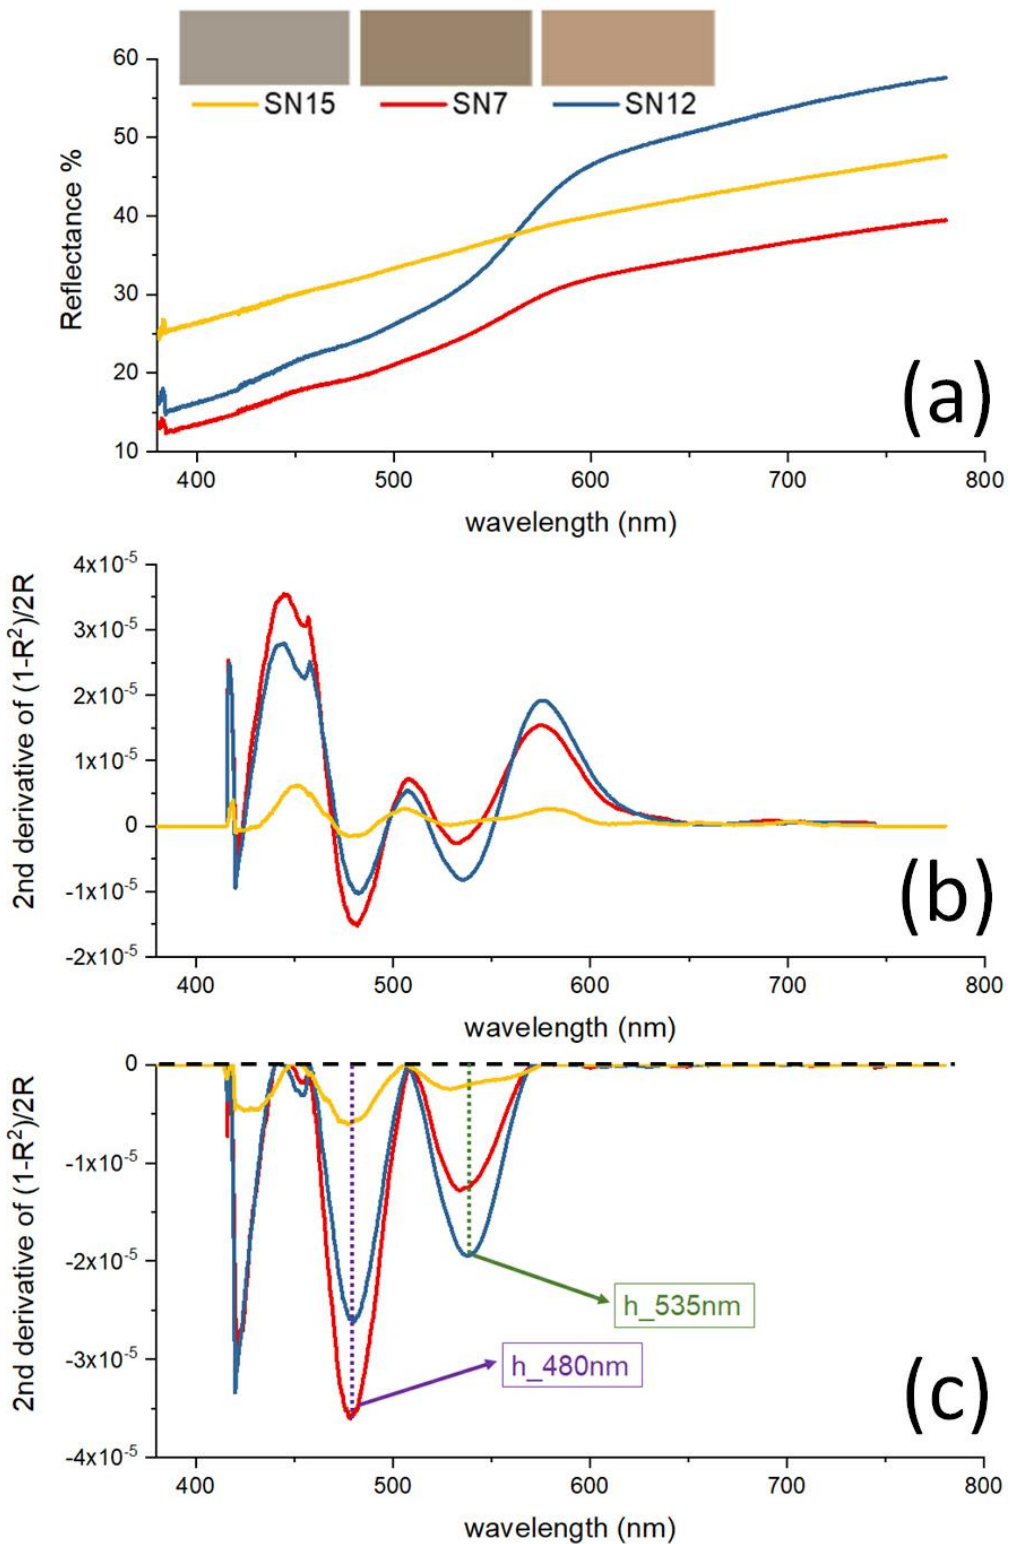 SN15 SN7 SN12
60
50
40
30
20
10
Reflectance %
400 500 600 700 800
wavelength (nm)
(a)
4x10⁻⁵
3x10⁻⁵
2x10⁻⁵
1x10⁻⁵
0
-1x10⁻⁵
-2x10⁻⁵
2nd derivative of (1-R²)/2R
400 500 600 700 800
wavelength (nm)
(b)
0
-1x10⁻⁵
-2x10⁻⁵
-3x10⁻⁵
-4x10⁻⁵
2nd derivative of (1-R²)/2R
h_535nm
h_480nm
400 500 600 700 800
wavelength (nm)
(c)